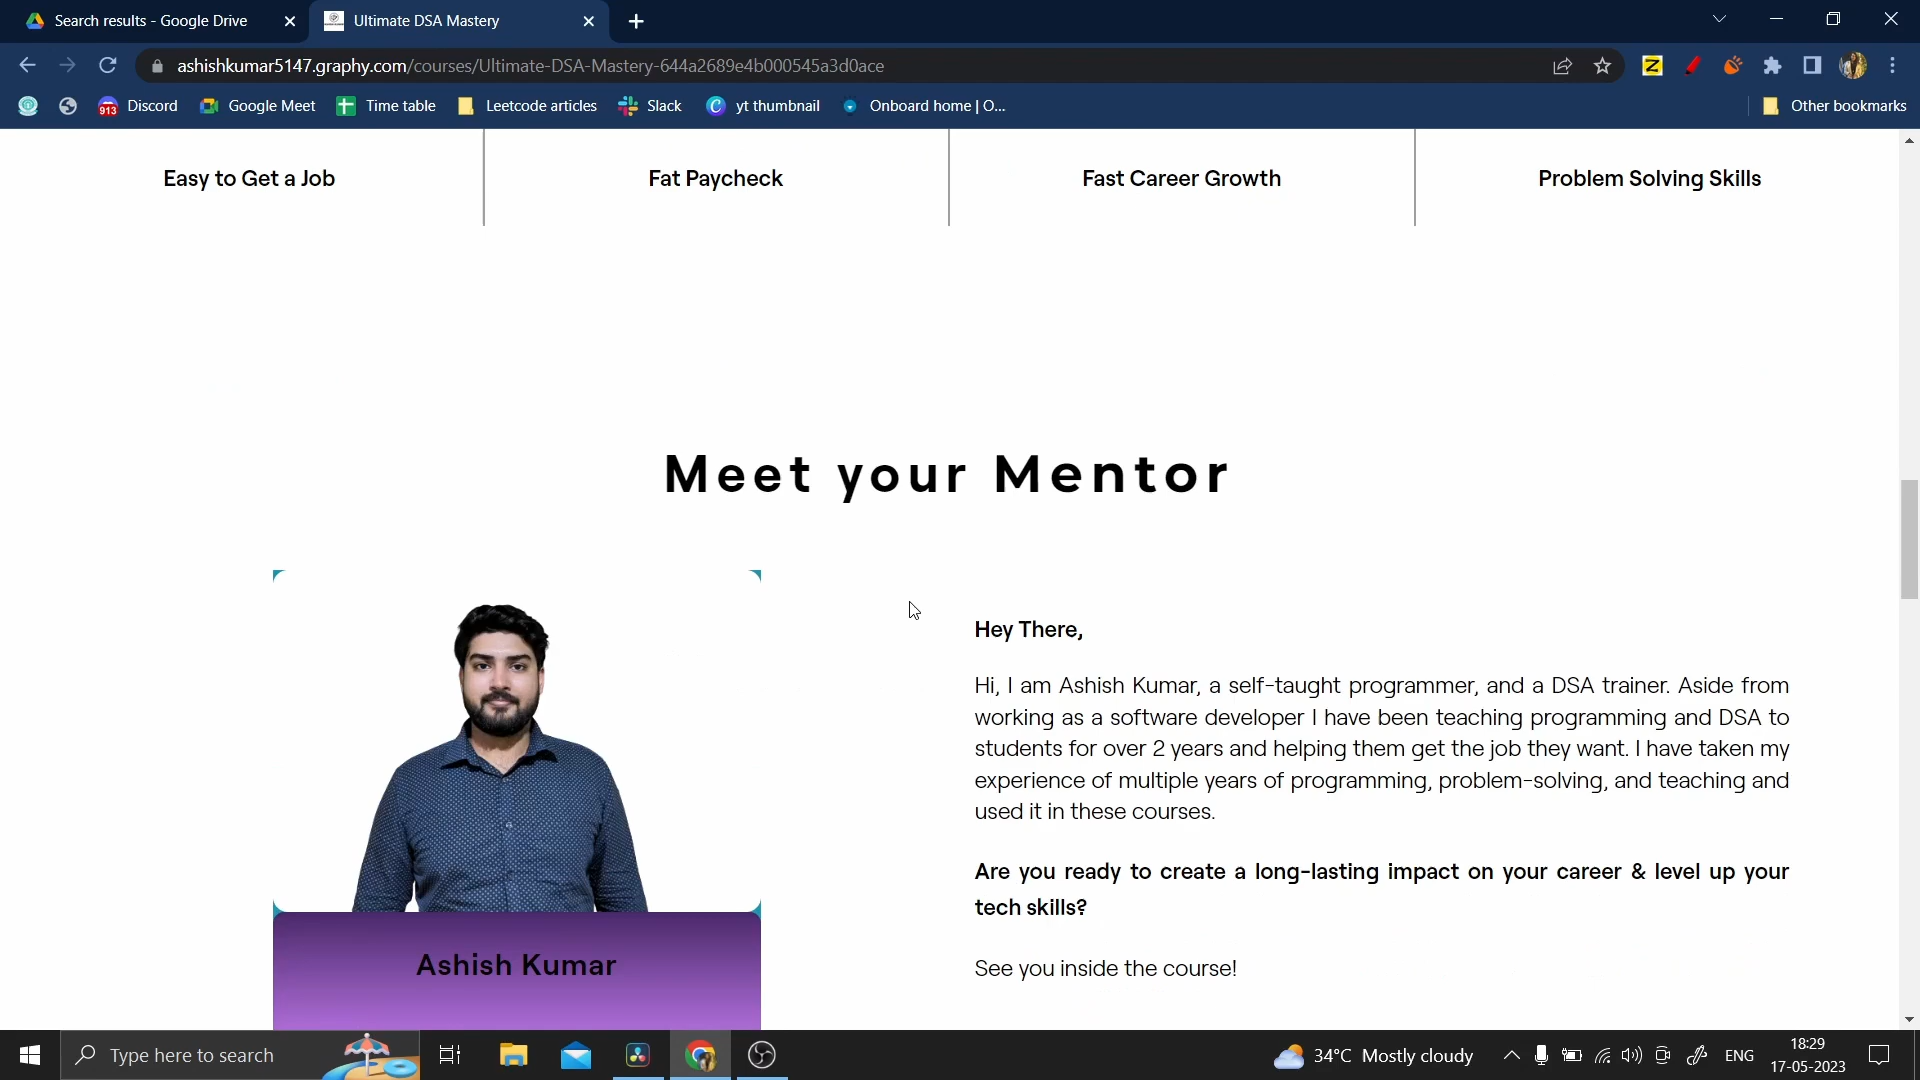 Search results - Google Drive
Ultimate DSA Mastery
ashishkumar5147.graphy.com/courses/Ultimate-DSA-Mastery-644a2689e4b000545a3d0ace
913 Discord Google Meet Time table Leetcode articles Slack yt thumbnail Onboard home | O... Other bookmarks
Easy to Get a Job
Fat Paycheck
Fast Career Growth
Problem Solving Skills
Meet your Mentor
Hey There,
Hi, I am Ashish Kumar, a self-taught programmer, and a DSA trainer. Aside from
working as a software developer I have been teaching programming and DSA to
students for over 2 years and helping them get the job they want. I have taken my
experience of multiple years of programming, problem-solving, and teaching and
used it in these courses.
Are you ready to create a long-lasting impact on your career & level up your
tech skills?
See you inside the course!
Ashish Kumar
Type here to search
34°C Mostly cloudy
ENG
18:29
17-05-2023